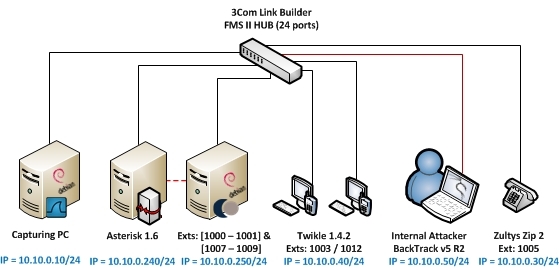 3Com Link Builder
FMS II HUB (24 ports)
debian
debian
Capturing PC
IP = 10.10.0.10/24
Asterisk 1.6
IP = 10.10.0.240/24
Exts: [1000 – 1001] &
[1007 – 1009]
IP = 10.10.0.250/24
Twikle 1.4.2
Exts: 1003 / 1012
IP = 10.10.0.40/24
Internal Attacker
BackTrack v5 R2
IP = 10.10.0.50/24
Zultys Zip 2
Ext: 1005
IP = 10.10.0.30/24